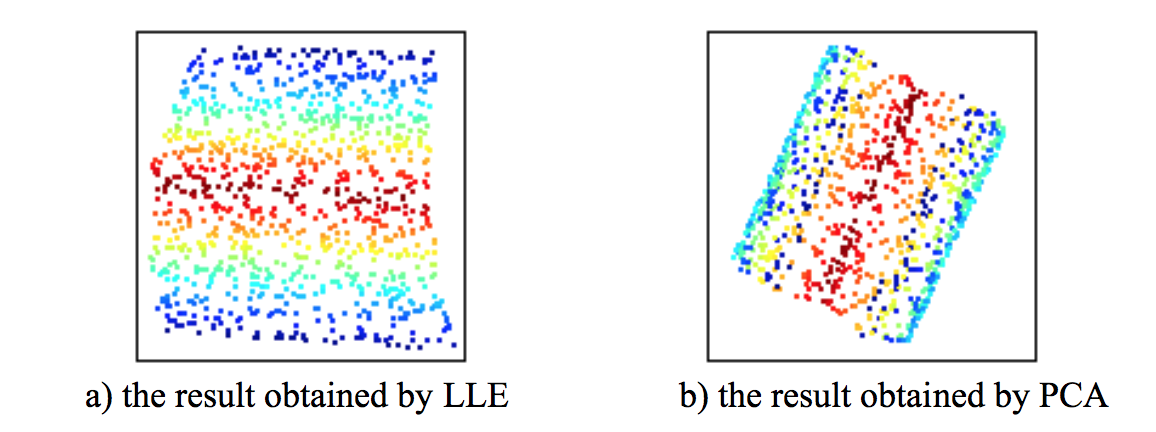 a) the result obtained by LLE
b) the result obtained by PCA